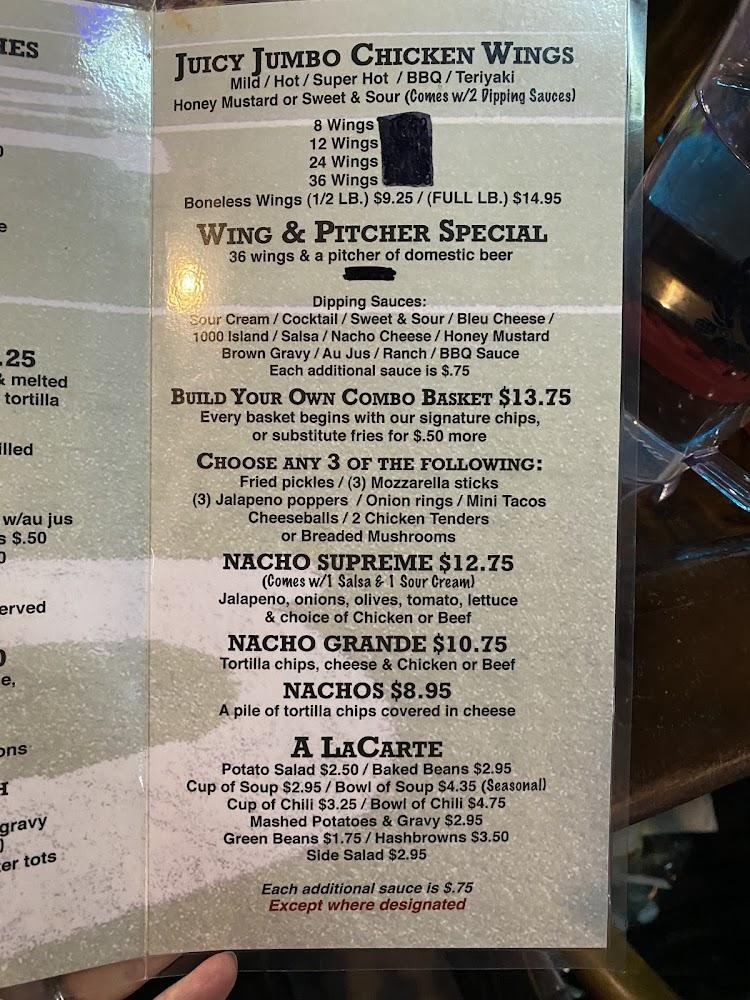 IES
.25
& melted
tortilla
illed
w/au jus
s $.50
erved
e,
ons
gravy
er tots
JUICY JUMBO CHICKEN WINGS
Mild / Hot / Super Hot / BBQ / Teriyaki
Honey Mustard or Sweet & Sour (Comes w/2 Dipping Sauces)
8 Wings
12 Wings
24 Wings
36 Wings
Boneless Wings (1/2 LB.) $9.25 / (FULL LB.) $14.95
WING & PITCHER SPECIAL
36 wings & a pitcher of domestic beer
Dipping Sauces:
Sour Cream / Cocktail / Sweet & Sour / Bleu Cheese /
1000 Island / Salsa / Nacho Cheese / Honey Mustard
Brown Gravy / Au Jus / Ranch / BBQ Sauce
Each additional sauce is $.75
BUILD YOUR OWN COMBO BASKET $13.75
Every basket begins with our signature chips,
or substitute fries for $.50 more
CHOOSE ANY 3 OF THE FOLLOWING:
Fried pickles / (3) Mozzarella sticks
(3) Jalapeno poppers / Onion rings / Mini Tacos
Cheeseballs / 2 Chicken Tenders
or Breaded Mushrooms
NACHO SUPREME $12.75
(Comes w/1 Salsa & 1 Sour Cream)
Jalapeno, onions, olives, tomato, lettuce
& choice of Chicken or Beef
NACHO GRANDE $10.75
Tortilla chips, cheese & Chicken or Beef
NACHOS $8.95
A pile of tortilla chips covered in cheese
A LACARTE
Potato Salad $2.50 / Baked Beans $2.95
Cup of Soup $2.95 / Bowl of Soup $4.35 (Seasonal)
Cup of Chili $3.25 / Bowl of Chili $4.75
Mashed Potatoes & Gravy $2.95
Green Beans $1.75 / Hashbrowns $3.50
Side Salad $2.95
Each additional sauce is $.75
Except where designated